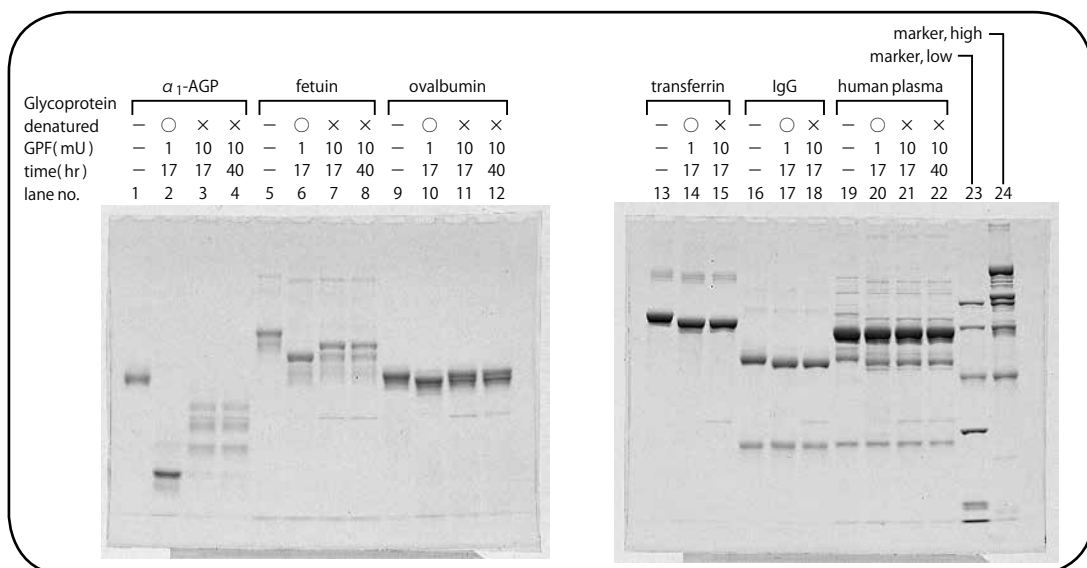 marker, high
marker, low
α 1-AGP fetuin ovalbumin transferrin IgG human plasma
Glycoprotein
denatured – ○ × × – ○ × × – ○ × × – ○ × – ○ × – ○ × ×
GPF( mU ) – 1 10 10 – 1 10 10 – 1 10 10 – 1 10 – 1 10 – 1 10 10
time( hr ) – 17 17 40 – 17 17 40 – 17 17 40 – 17 17 – 17 17 – 17 17 40
lane no. 1 2 3 4 5 6 7 8 9 10 11 12 13 14 15 16 17 18 19 20 21 22 23 24